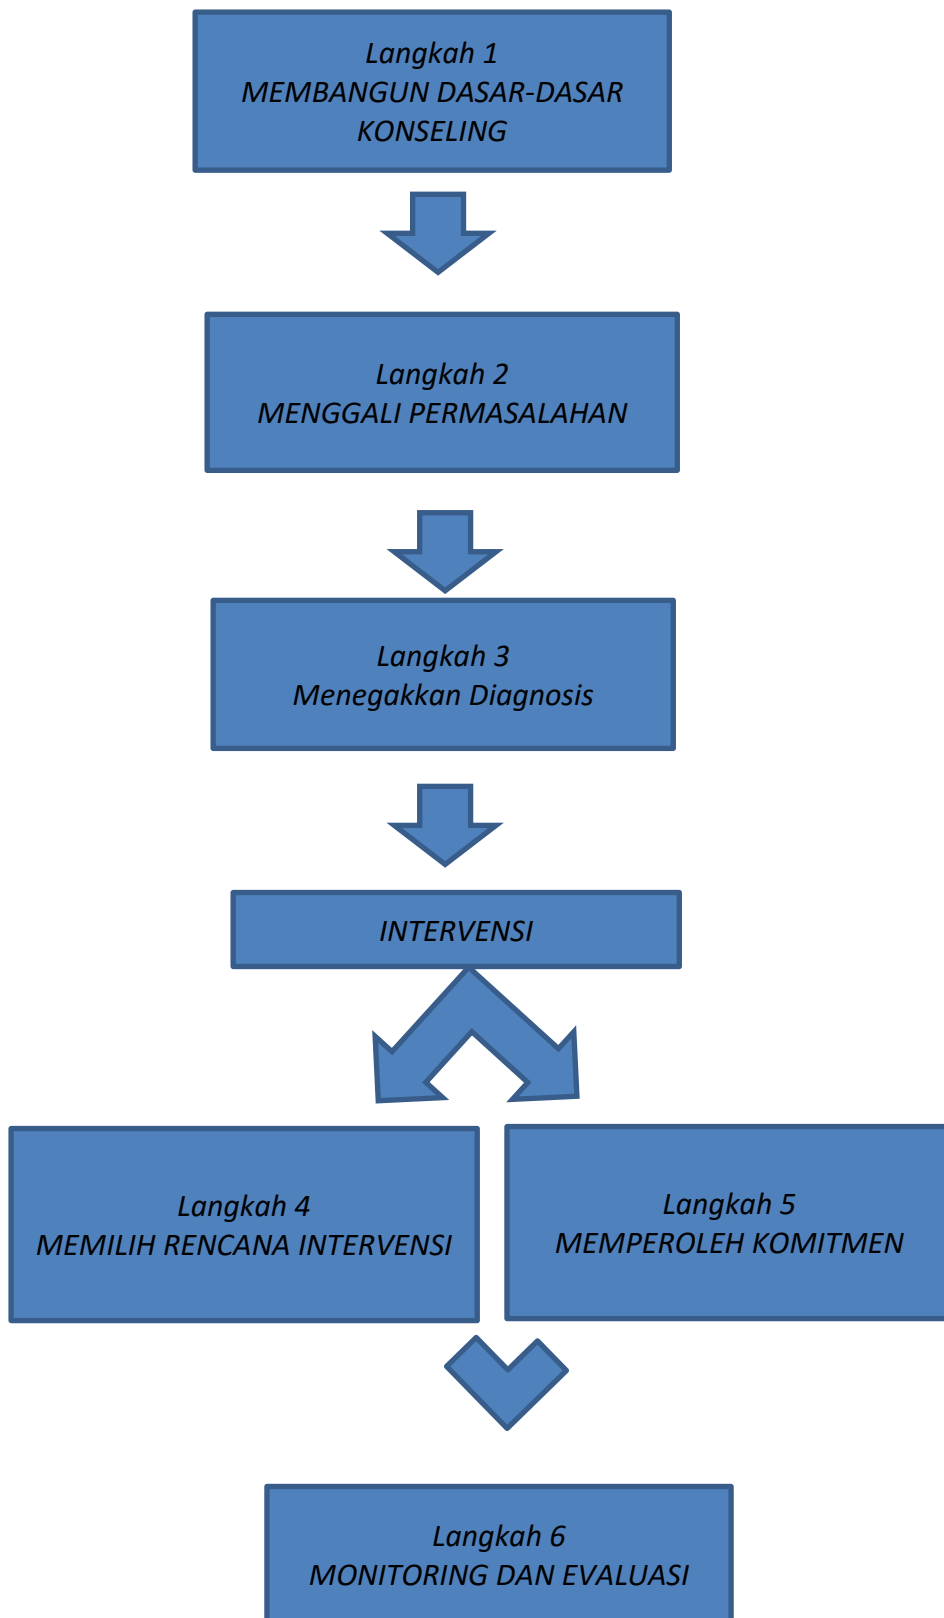 Langkah 1
MEMBANGUN DASAR-DASAR
KONSELING
Langkah 2
MENGGALI PERMASALAHAN
Langkah 3
Menegakkan Diagnosis
INTERVENSI
Langkah 4
MEMILIH RENCANA INTERVENSI
Langkah 5
MEMPEROLEH KOMITMEN
Langkah 6
MONITORING DAN EVALUASI